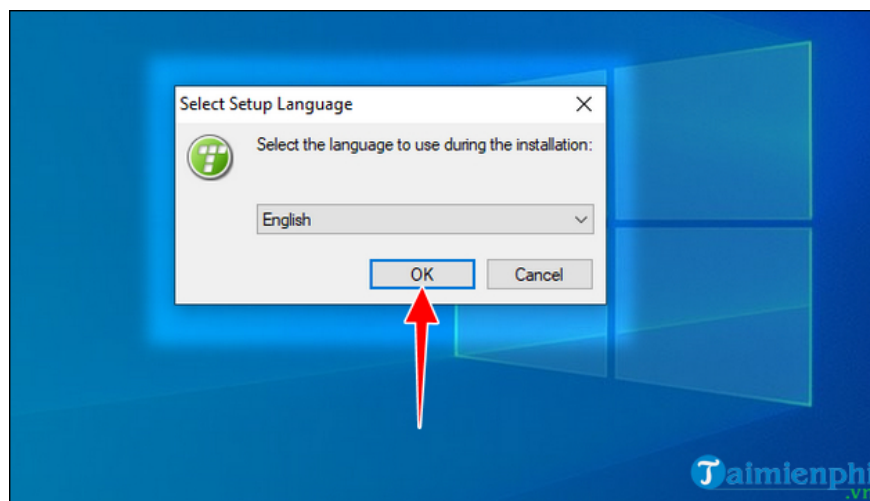 Select Setup Language
Select the language to use during the installation:
English
OK
Cancel
Taimienphi
.vn